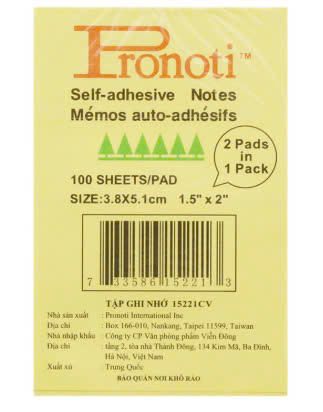 Pronoti™
Self-adhesive Notes
Mémos auto-adhésifs
2 Pads
in
1 Pack
100 SHEETS/PAD
SIZE:3.8X5.1cm 1.5" x 2"
7 33586 15221 3
TẬP GHI NHỚ 15221CV
Nhà sản xuất : Pronoti International Inc
Địa chỉ : Box 166-010, Nankang, Taipei 11599, Taiwan
Nhà nhập khẩu : Công ty CP Văn phòng phẩm Viễn Đông
Địa chỉ : tầng 2, tòa nhà Thành Đông, 134 Kim Mã, Ba Đình,
Hà Nội, Việt Nam
Xuất xứ : Trung Quốc
BẢO QUẢN NƠI KHÔ RÁO